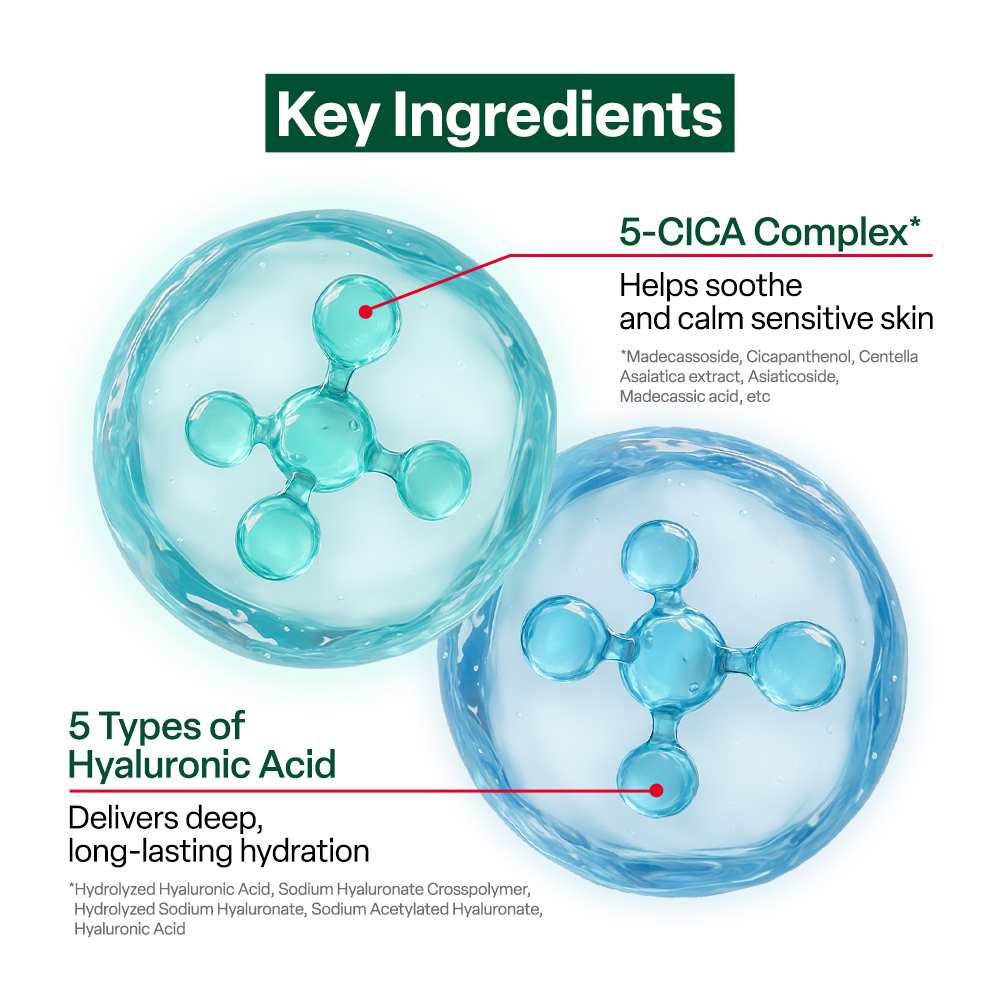 Key Ingredients
5-CICA Complex*
Helps soothe
and calm sensitive skin
*Madecassoside, Cicapanthenol, Centella
Asaiatica extract, Asiaticoside,
Madecassic acid, etc
5 Types of
Hyaluronic Acid
Delivers deep,
long-lasting hydration
*Hydrolyzed Hyaluronic Acid, Sodium Hyaluronate Crosspolymer,
Hydrolyzed Sodium Hyaluronate, Sodium Acetylated Hyaluronate,
Hyaluronic Acid